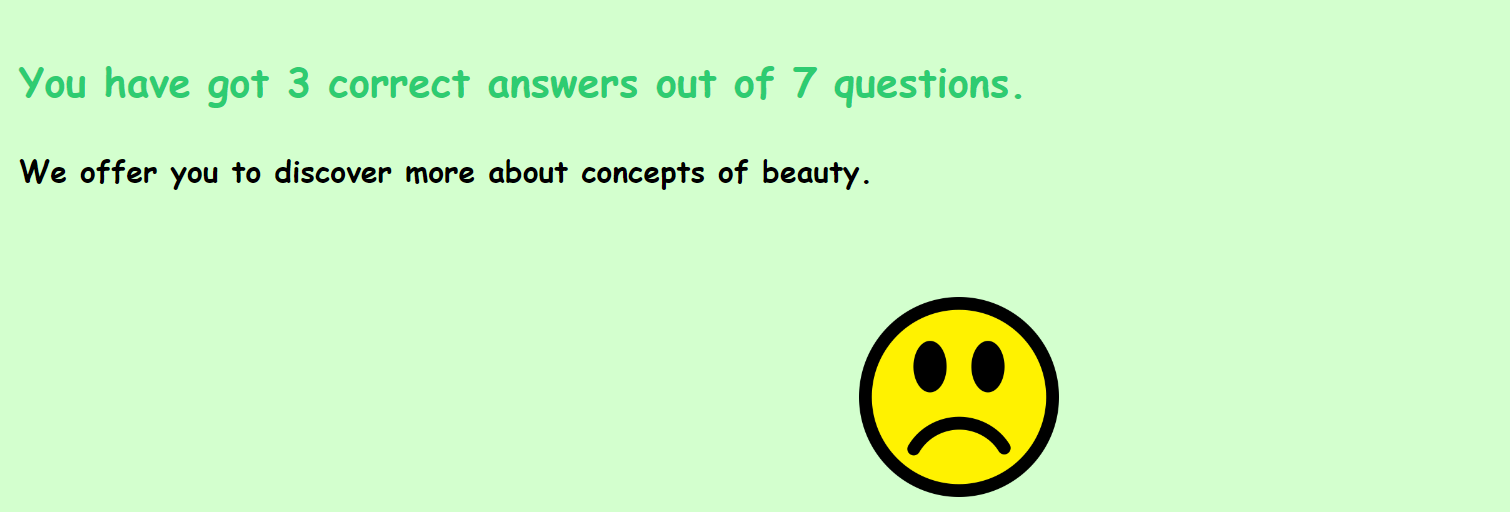 You have got 3 correct answers out of 7 questions.
We offer you to discover more about concepts of beauty.